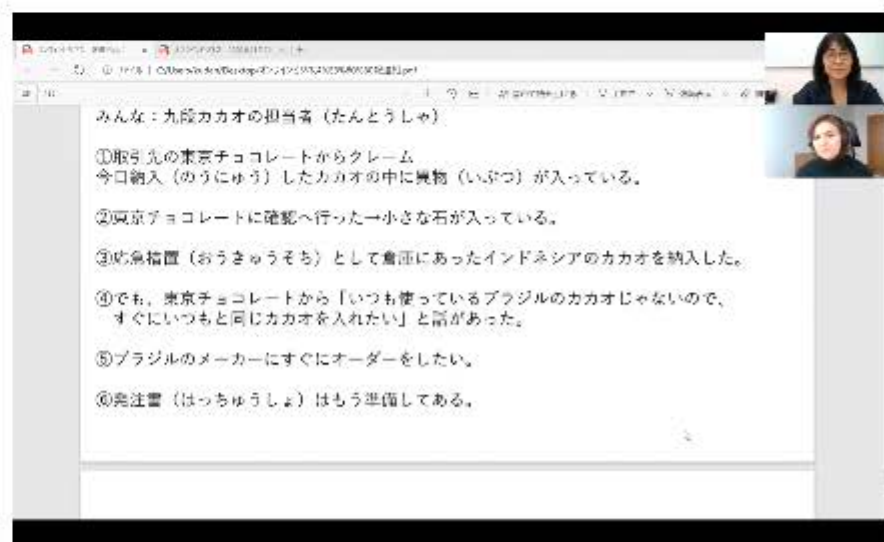 みんな：九段カカオの担当者（たんとうしゃ）
①取引先の東京チョコレートからクレーム
今日納入（のうにゅう）したカカオの中に異物（いぶつ）が入っている。
②東京チョコレートに確認へ行った→小さな石が入っている。
③応急措置（おうきゅうそち）として倉庫にあったインドネシアのカカオを納入した。
④でも、東京チョコレートから「いつも使っているブラジルのカカオじゃないので、
すぐにいつもと同じカカオを入れたい」と話があった。
⑤ブラジルのメーカーにすぐにオーダーをしたい。
⑥発注書（はっちゅうしょ）はもう準備してある。